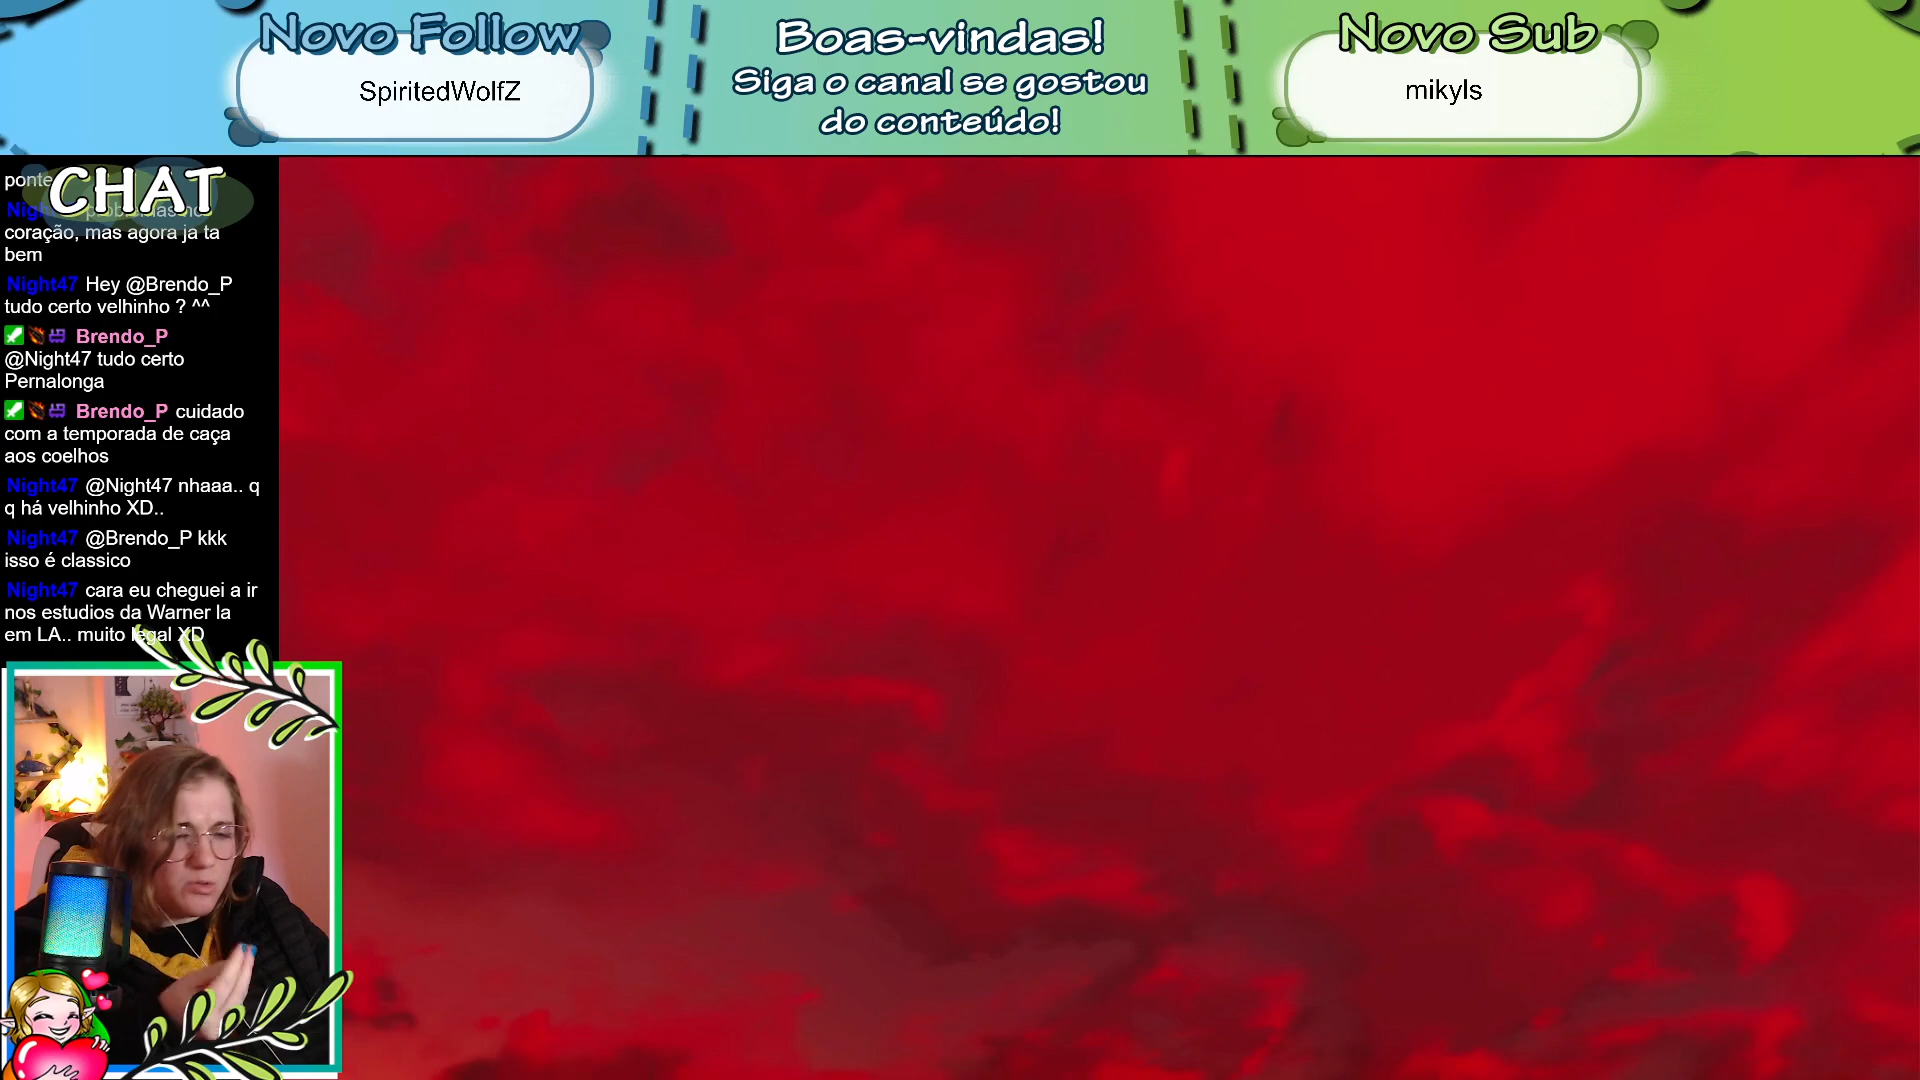 Novo Follow
SpiritedWolfZ
Boas-vindas!
Siga o canal se gostou
do conteúdo!
Novo Sub
mikyls
CHAT
ponte
coração, mas agora ja ta
bem
Night47 Hey @Brendo_P
tudo certo velhinho ? ^^
Brendo_P
@Night47 tudo certo
Pernalonga
Brendo_P cuidado
com a temporada de caça
aos coelhos
Night47 @Night47 nhaaa.. q
q há velhinho XD..
Night47 @Brendo_P kkk
isso é classico
Night47 cara eu cheguei a ir
nos estudios da Warner la
em LA.. muito legal XD